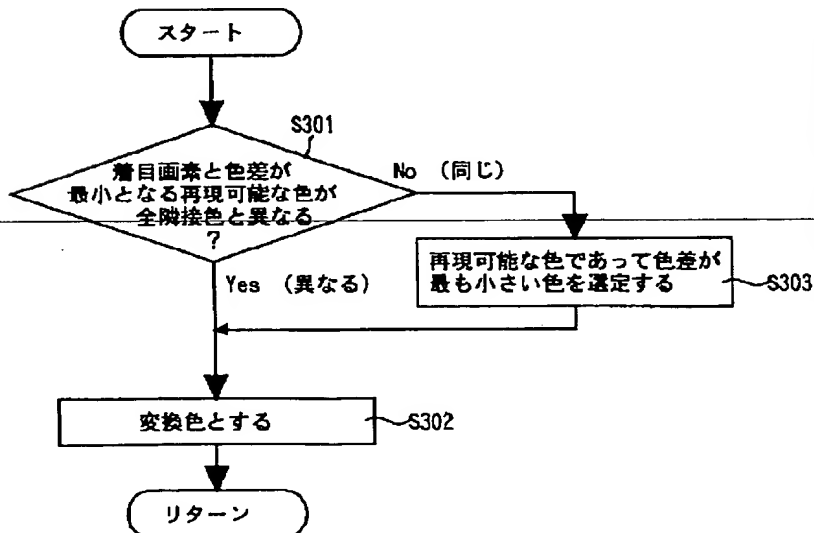 スタート
S301
着目画素と色差が
最小となる再現可能な色が
全隣接色と異なる
?
No (同じ)
Yes (異なる)
再現可能な色であって色差が
最も小さい色を選定する
S303
変換色とする
S302
リターン